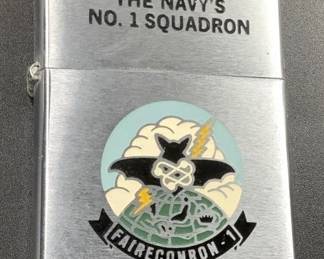 THE NAVY'S
NO. 1 SQUADRON
FAIRECONRON-1